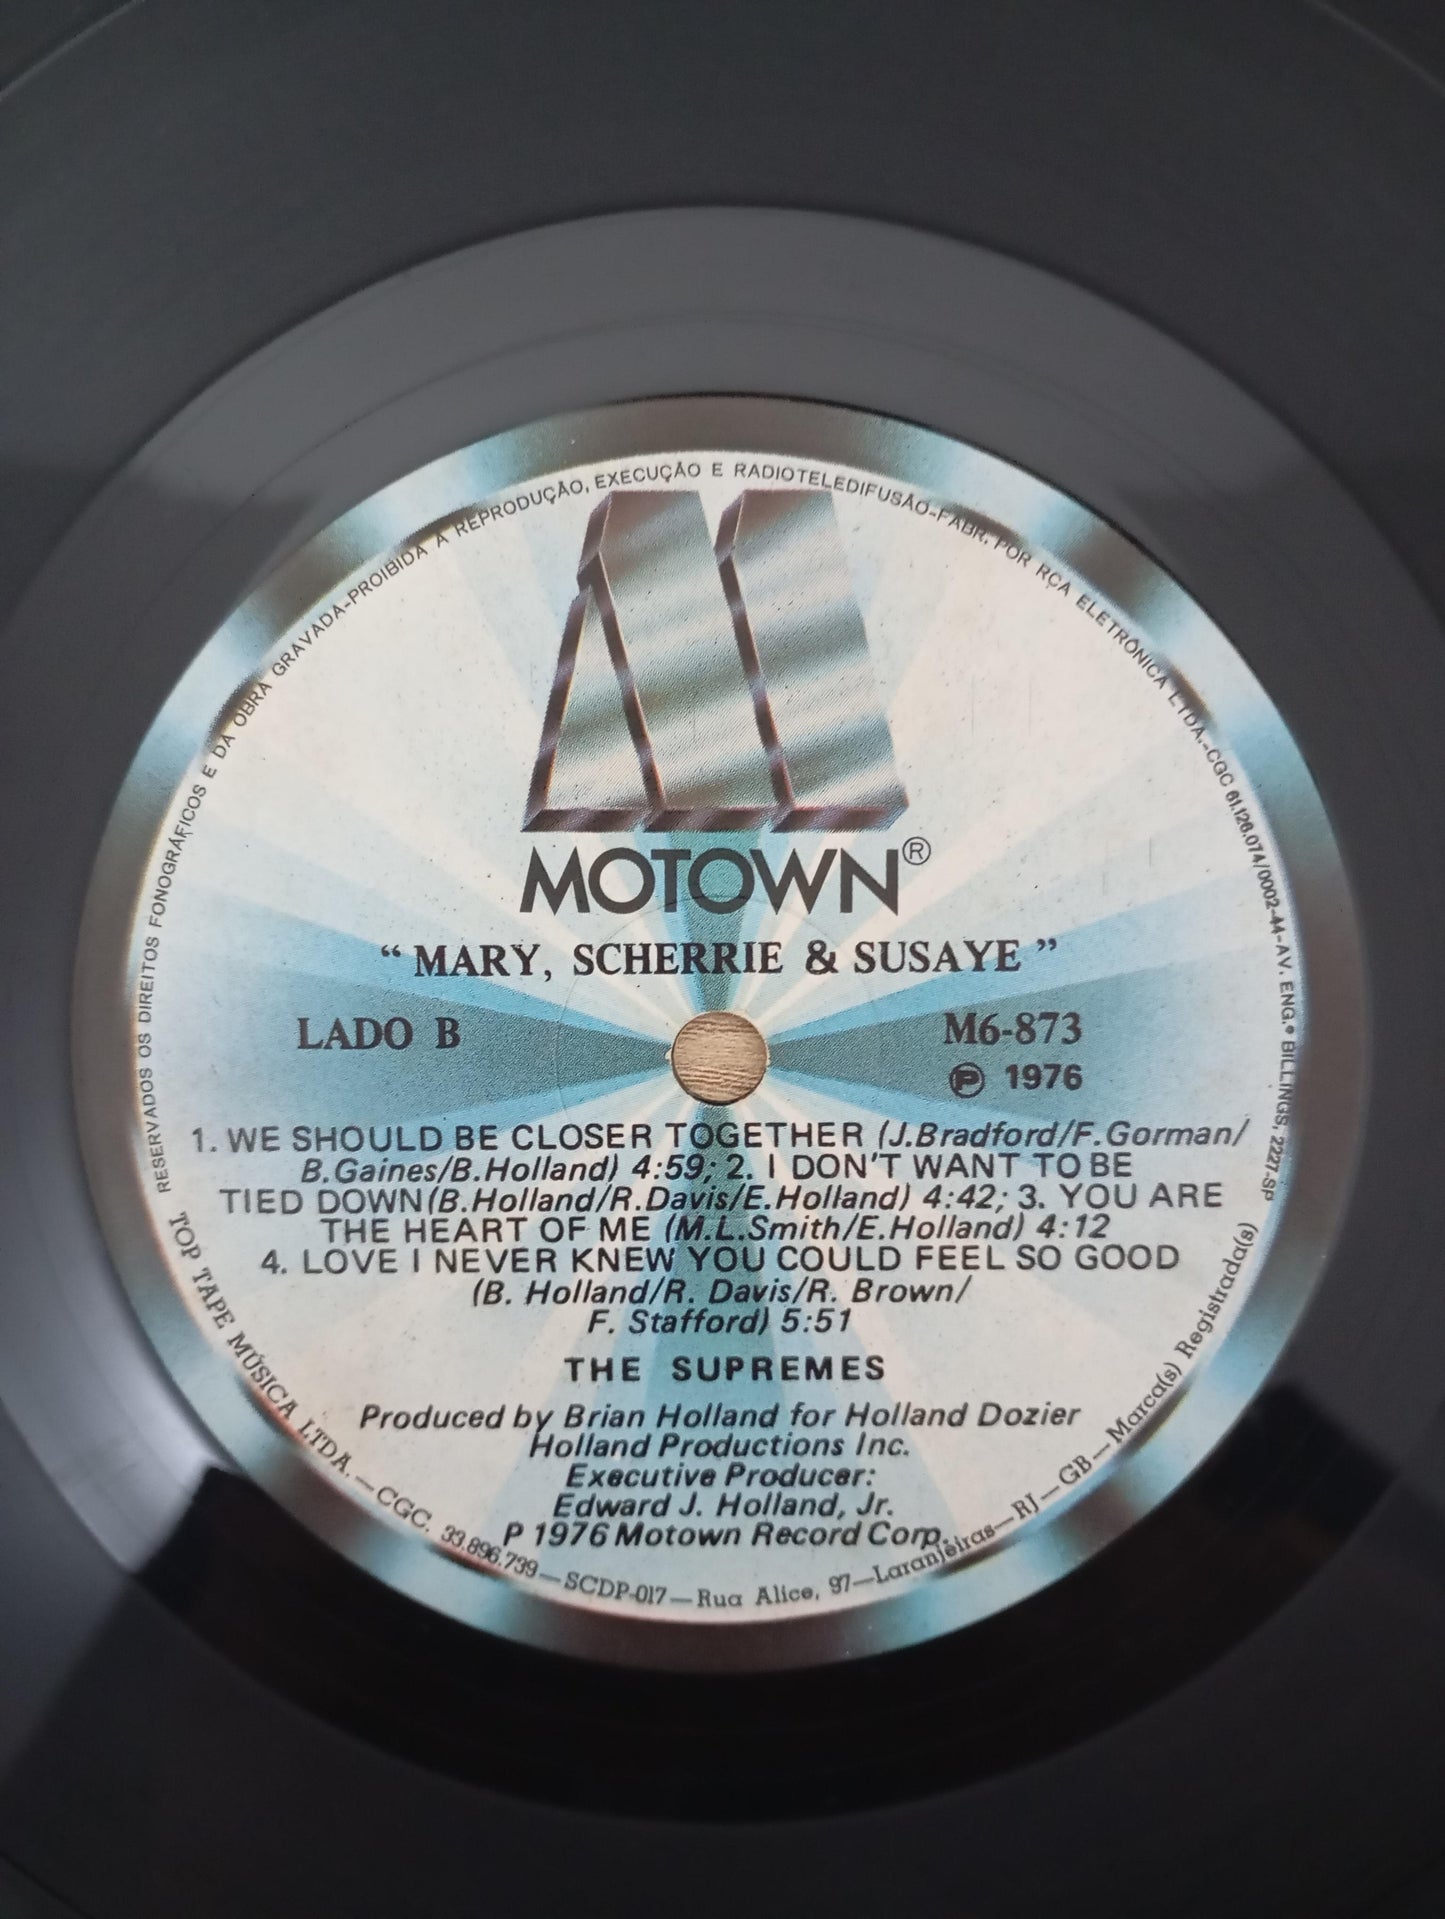 RESERVADOS OS DIREITOS FONOGRÁFICOS E DA OBRA GRAVADA-PROIBIDA A REPRODUÇÃO, EXECUÇÃO E RADIOTELEDIFUSÃO-FABR. POR RCA ELETRÔNICA LTDA.-CGC 61.126.074/0002-44-AV. ENG.º BILLINGS, 2227-SP
MOTOWN®
“ MARY, SCHERRIE & SUSAYE ”
LADO B
M6-873
Ⓟ 1976
1. WE SHOULD BE CLOSER TOGETHER (J.Bradford/F.Gorman/
B.Gaines/B.Holland) 4:59; 2. I DON'T WANT TO BE
TIED DOWN (B.Holland/R.Davis/E.Holland) 4:42; 3. YOU ARE
THE HEART OF ME (M.L.Smith/E.Holland) 4:12
4. LOVE I NEVER KNEW YOU COULD FEEL SO GOOD
(B. Holland/R. Davis/R. Brown/
F. Stafford) 5:51
THE SUPREMES
Produced by Brian Holland for Holland Dozier
Holland Productions Inc.
Executive Producer:
Edward J. Holland, Jr.
P 1976 Motown Record Corp.
TOP TAPE MÚSICA LTDA. — CGC. 33.896.739 — SCDP-017 — Rua Alice, 97 — Laranjeiras — RJ — GB — Marca(s) Registrada(s)